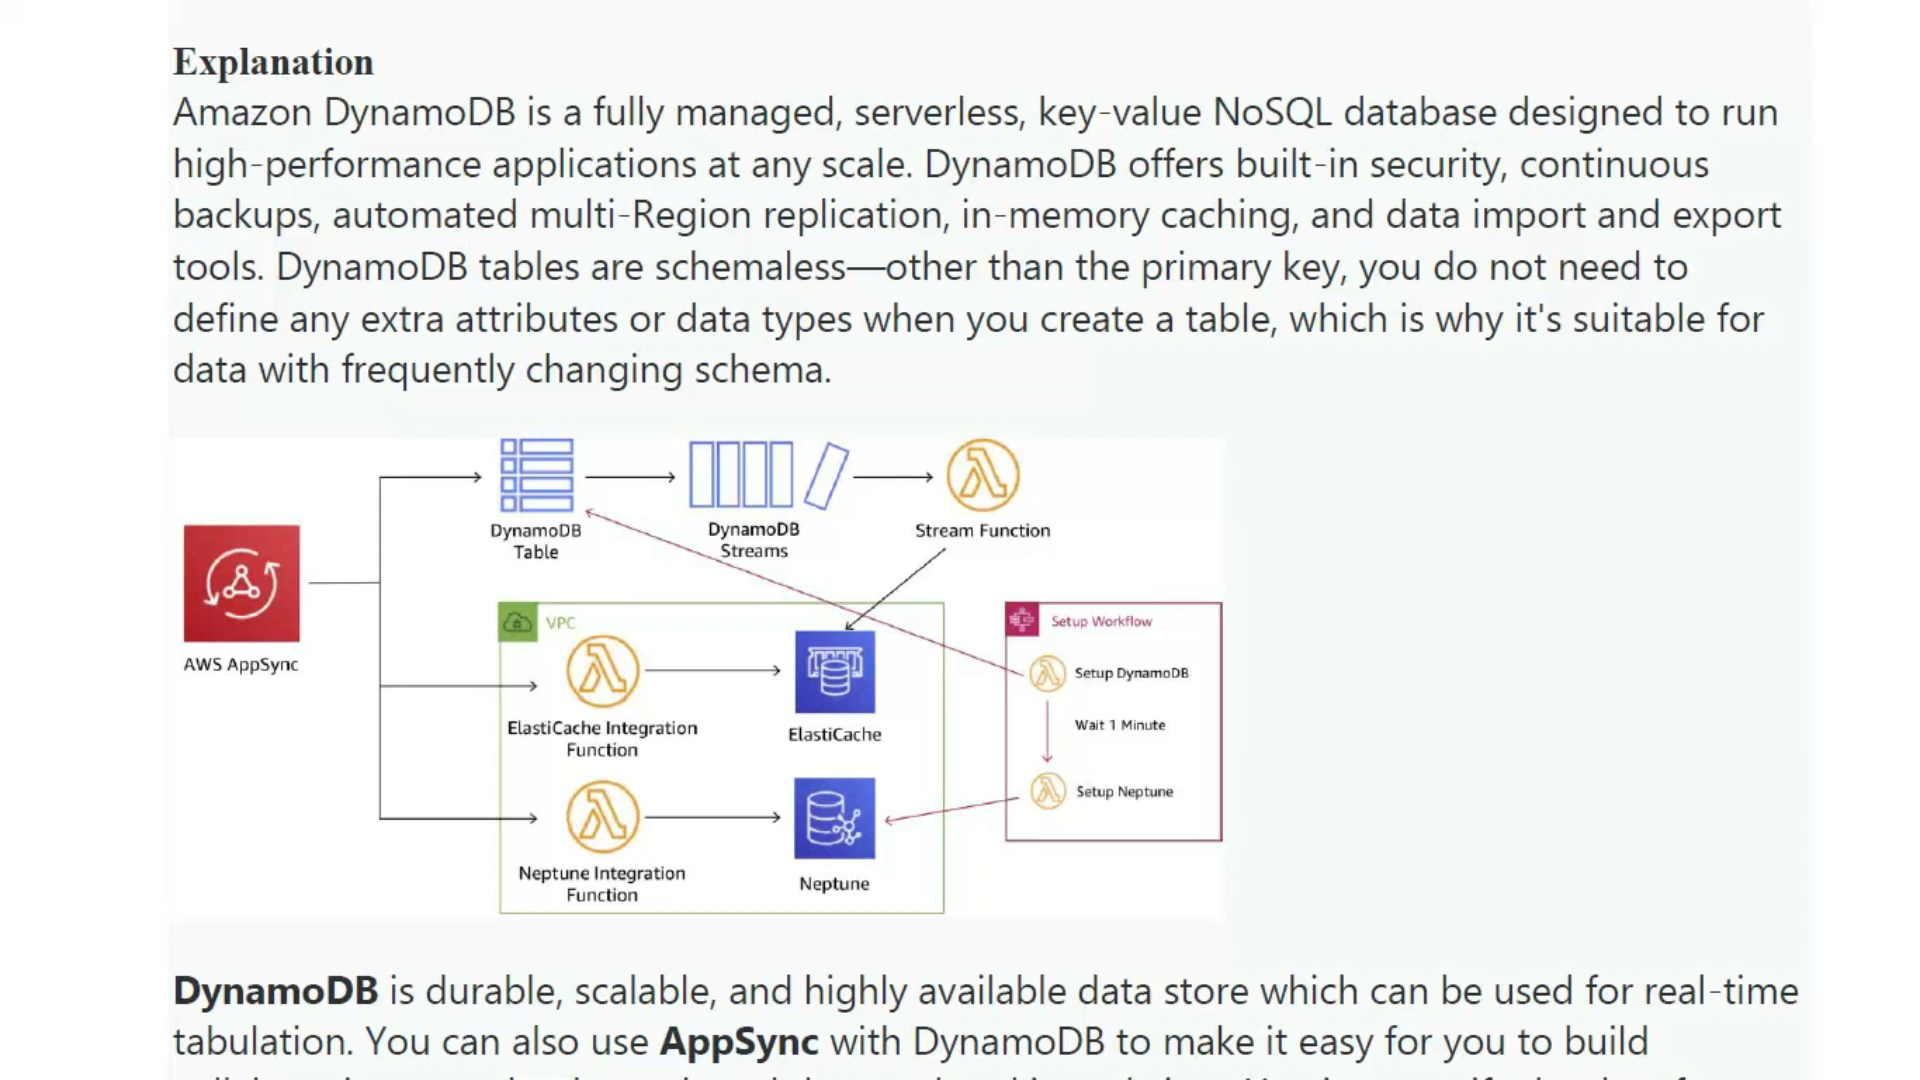 Explanation
Amazon DynamoDB is a fully managed, serverless, key-value NoSQL database designed to run
high-performance applications at any scale. DynamoDB offers built-in security, continuous
backups, automated multi-Region replication, in-memory caching, and data import and export
tools. DynamoDB tables are schemaless—other than the primary key, you do not need to
define any extra attributes or data types when you create a table, which is why it's suitable for
data with frequently changing schema.
DynamoDB
Table
DynamoDB
Streams
Stream Function
AWS AppSync
VPC
ElastiCache Integration
Function
ElastiCache
Neptune Integration
Function
Neptune
Setup Workflow
Setup DynamoDB
Wait 1 Minute
Setup Neptune
DynamoDB is durable, scalable, and highly available data store which can be used for real-time
tabulation. You can also use AppSync with DynamoDB to make it easy for you to build